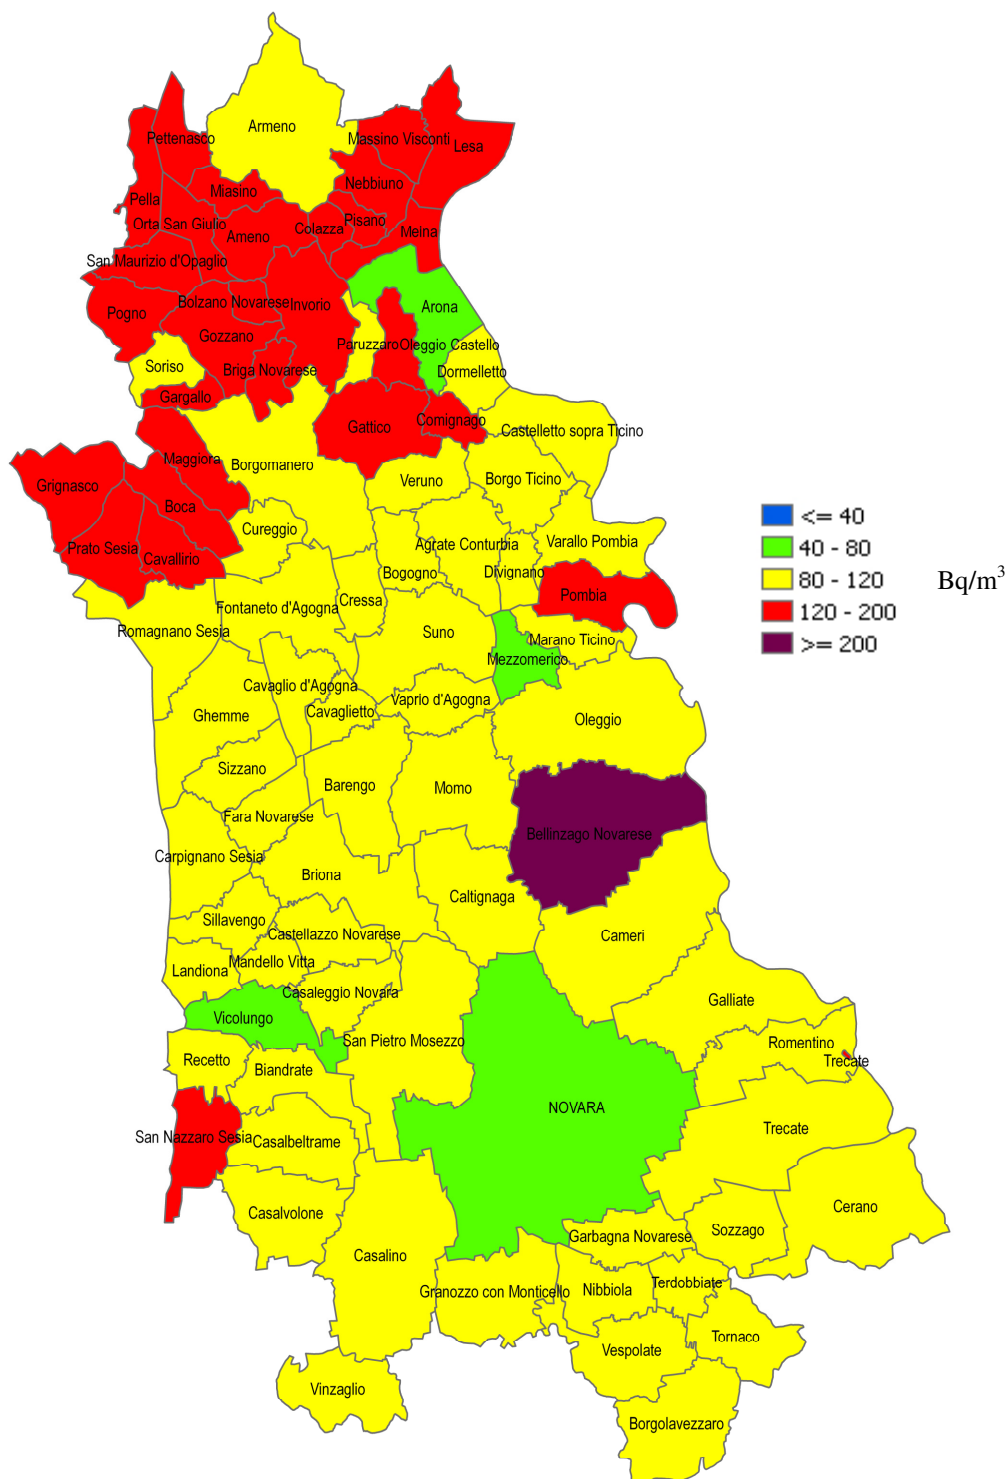 Armeno
Massino Visconti
Pettenasco
Lesa
Nebbiuno
Miasino
Pella
Orta San Giulio
Colazza
Pisano
Meina
Ameno
San Maurizio d'Opaglio
Bolzano Novarese
Invorio
Arona
Pogno
Gozzano
Paruzzaro
Oleggio Castello
Soriso
Briga Novarese
Dormelletto
Gargallo
Gattico
Comignago
Castelletto sopra Ticino
Maggiora
Borgomanero
Grignasco
Veruno
Borgo Ticino
Boca
Cureggio
Prato Sesia
Cavallirio
Agrate Conturbia
Varallo Pombia
Bogogno
Divignano
Cressa
Pombia
Fontaneto d'Agogna
Romagnano Sesia
Suno
Marano Ticino
Mezzomerico
Cavaglio d'Agogna
Vaprio d'Agogna
Ghemme
Cavaglietto
Oleggio
Sizzano
Barengo
Momo
Fara Novarese
Bellinzago Novarese
Carpignano Sesia
Briona
Caltignaga
Sillavengo
Castellazzo Novarese
Cameri
Landiona
Mandello Vitta
Casaleggio Novara
Galliate
Vicolungo
San Pietro Mosezzo
Romentino
Recetto
Biandrate
Trecate
NOVARA
San Nazzaro Sesia
Casalbeltrame
Trecate
Casalvolone
Cerano
Garbagna Novarese
Sozzago
Casalino
Granozzo con Monticello
Nibbiola
Terdobbiate
Tornaco
Vespolate
Vinzaglio
Borgolavezzaro
<= 40
40 - 80
80 - 120
120 - 200
>= 200
Bq/m³